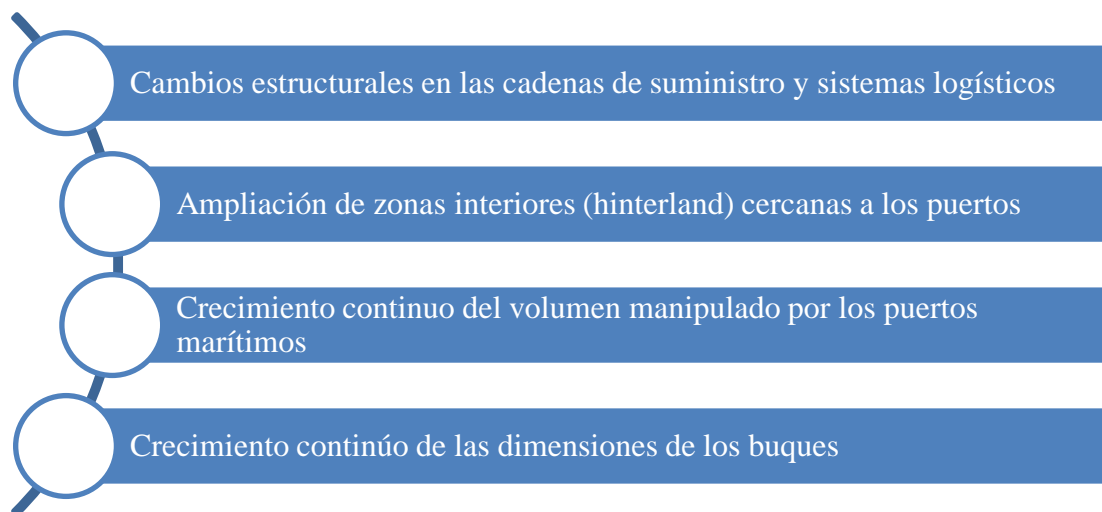 Cambios estructurales en las cadenas de suministro y sistemas logísticos
Ampliación de zonas interiores (hinterland) cercanas a los puertos
Crecimiento continuo del volumen manipulado por los puertos
marítimos
Crecimiento continúo de las dimensiones de los buques